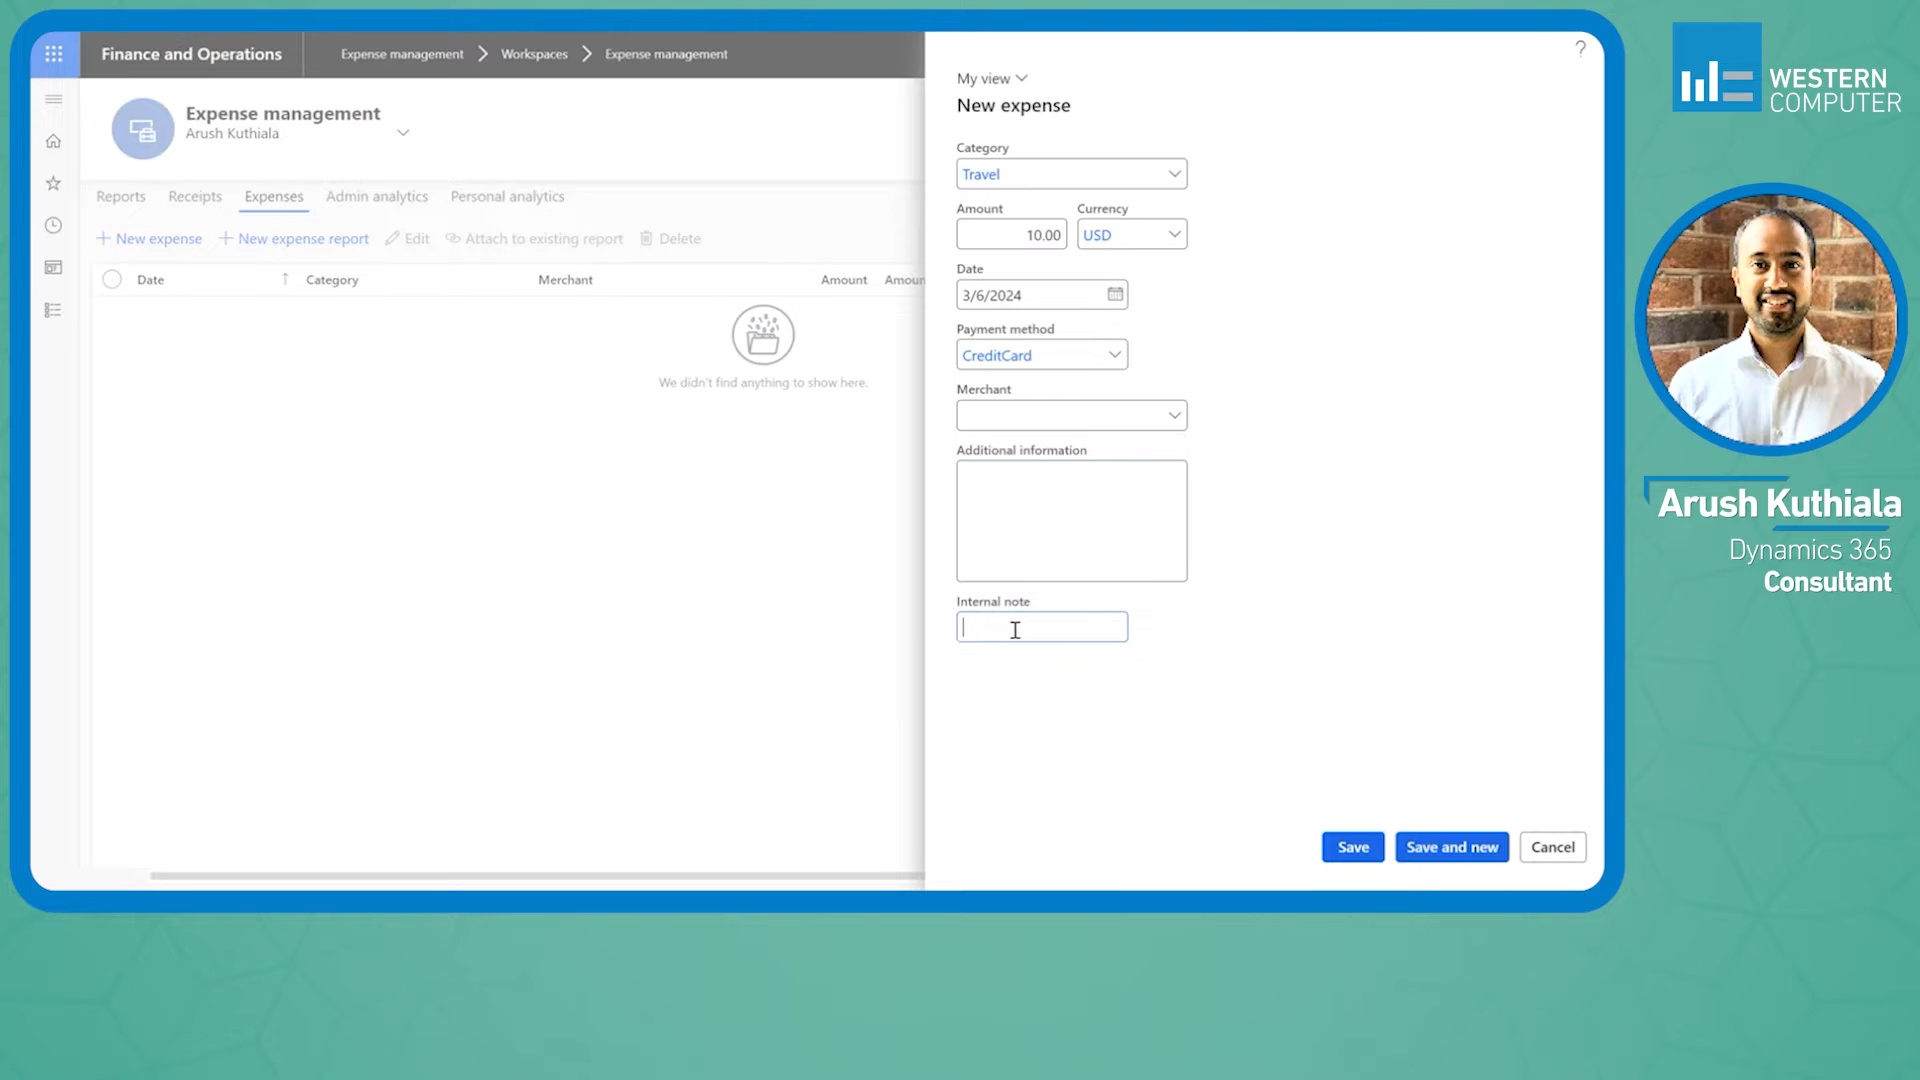 Finance and Operations
Expense management
Workspaces
Expense management
Expense management
Arush Kuthiala
Reports
Receipts
Expenses
Admin analytics
Personal analytics
+ New expense
+ New expense report
Edit
Attach to existing report
Delete
Date
↑
Category
Merchant
Amount
Amoun
We didn't find anything to show here.
?
My view
New expense
Category
Travel
Amount
Currency
10.00
USD
Date
3/6/2024
Payment method
CreditCard
Merchant
Additional information
Internal note
Save
Save and new
Cancel
WESTERN
COMPUTER
Arush Kuthiala
Dynamics 365
Consultant